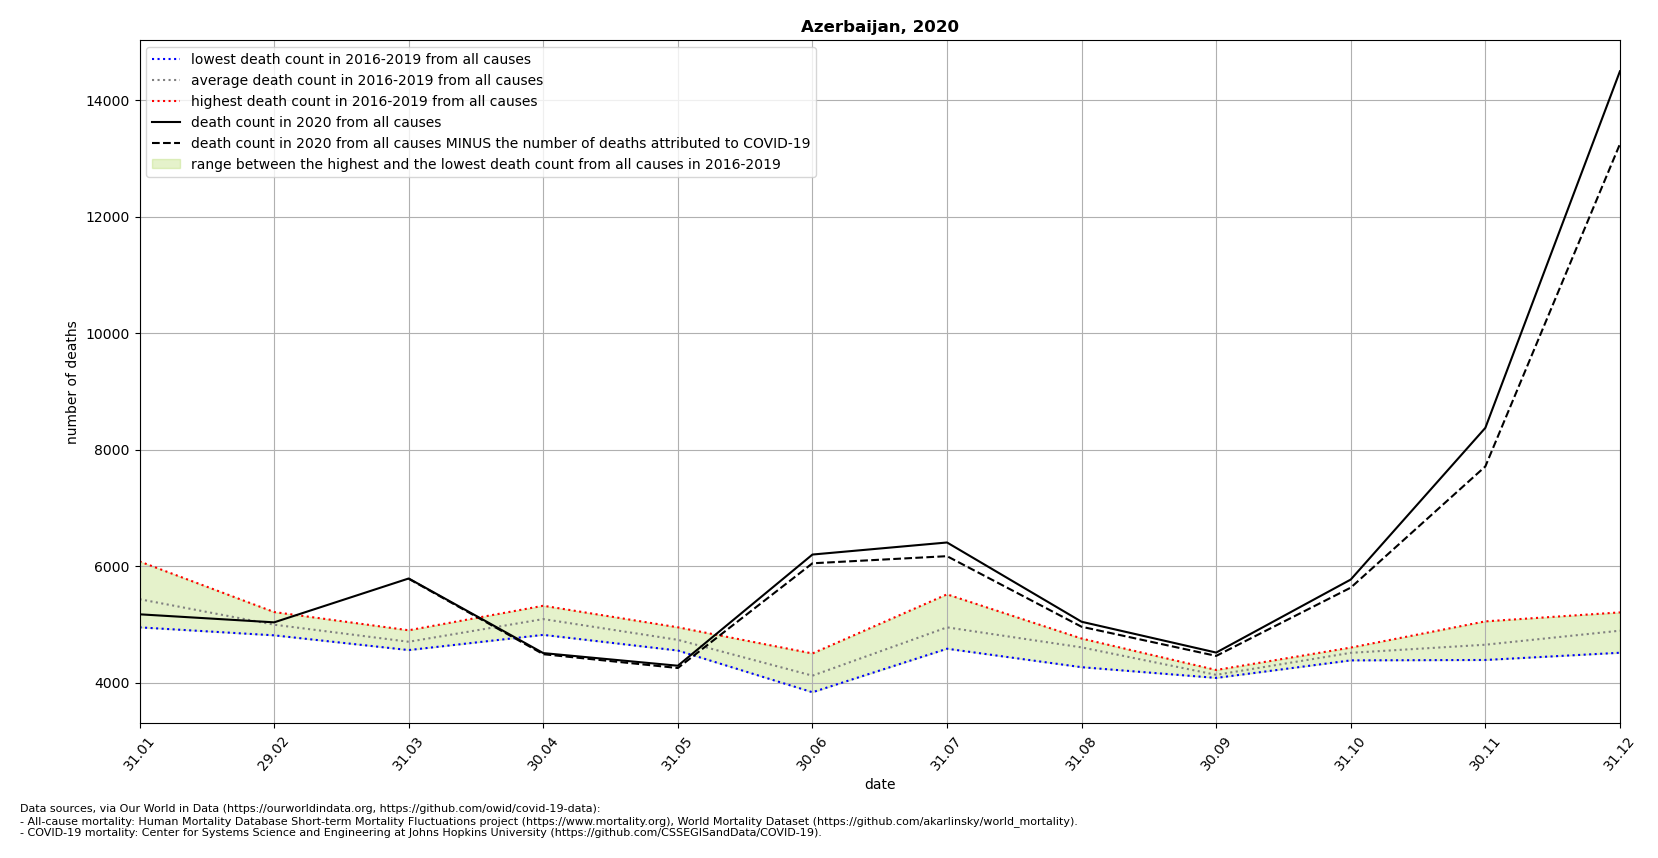 Azerbaijan, 2020
lowest death count in 2016-2019 from all causes
average death count in 2016-2019 from all causes
highest death count in 2016-2019 from all causes
death count in 2020 from all causes
death count in 2020 from all causes MINUS the number of deaths attributed to COVID-19
range between the highest and the lowest death count from all causes in 2016-2019
14000
12000
10000
8000
6000
4000
number of deaths
31.01
29.02
31.03
30.04
31.05
30.06
31.07
31.08
30.09
31.10
30.11
31.12
date
Data sources, via Our World in Data (https://ourworldindata.org, https://github.com/owid/covid-19-data):
- All-cause mortality: Human Mortality Database Short-term Mortality Fluctuations project (https://www.mortality.org), World Mortality Dataset (https://github.com/akarlinsky/world_mortality).
- COVID-19 mortality: Center for Systems Science and Engineering at Johns Hopkins University (https://github.com/CSSEGISandData/COVID-19).